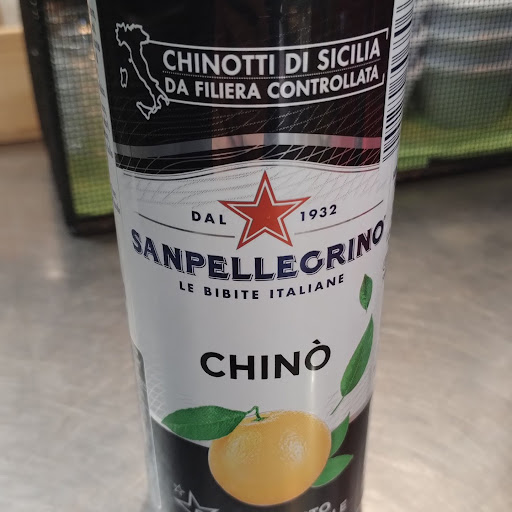 CHINOTTI DI SICILIA
DA FILIERA CONTROLLATA
DAL 1932
SANPELLEGRINO
LE BIBITE ITALIANE
CHINÒ